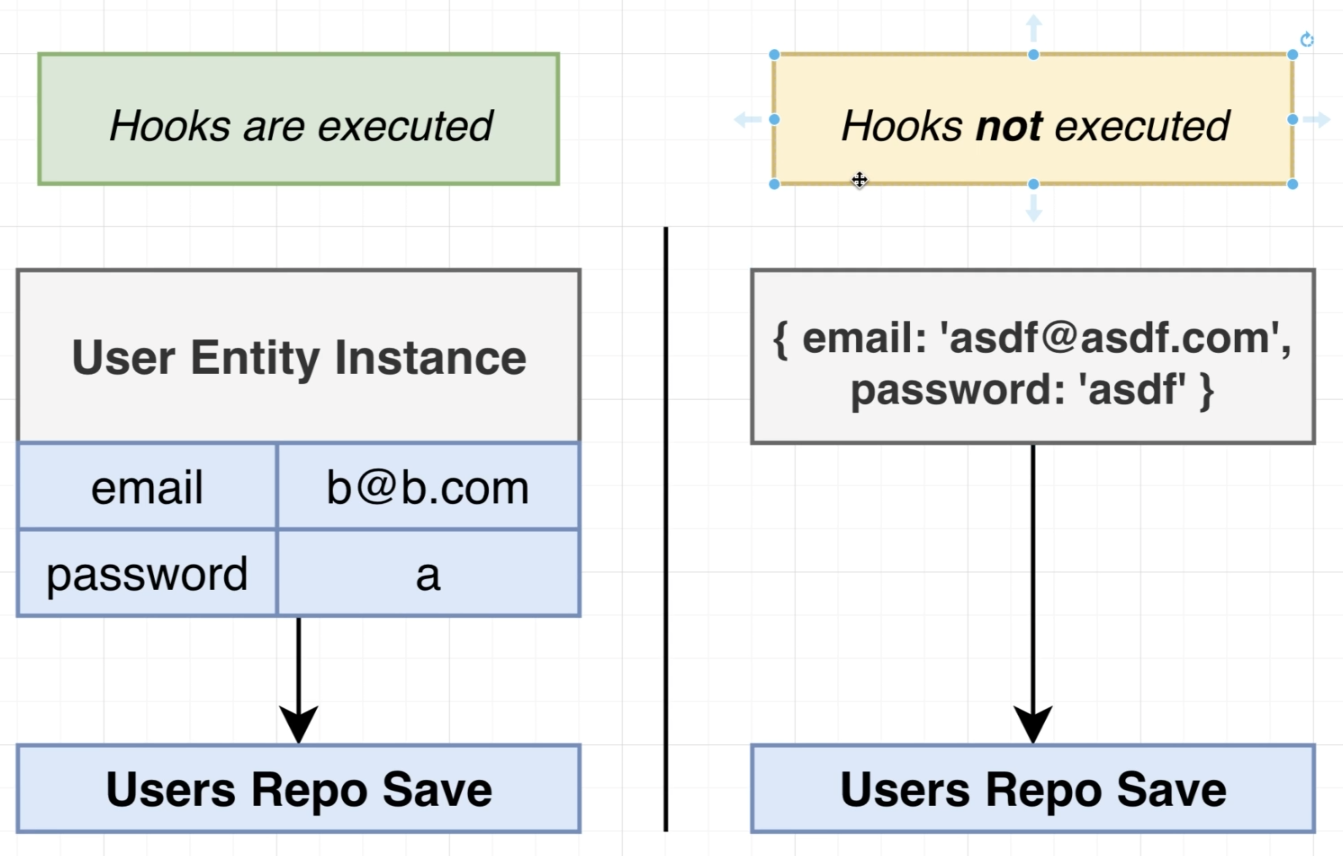 Hooks are executed
Hooks not executed
User Entity Instance
email
b@b.com
password
a
Users Repo Save
{ email: 'asdf@asdf.com',
password: 'asdf' }
Users Repo Save